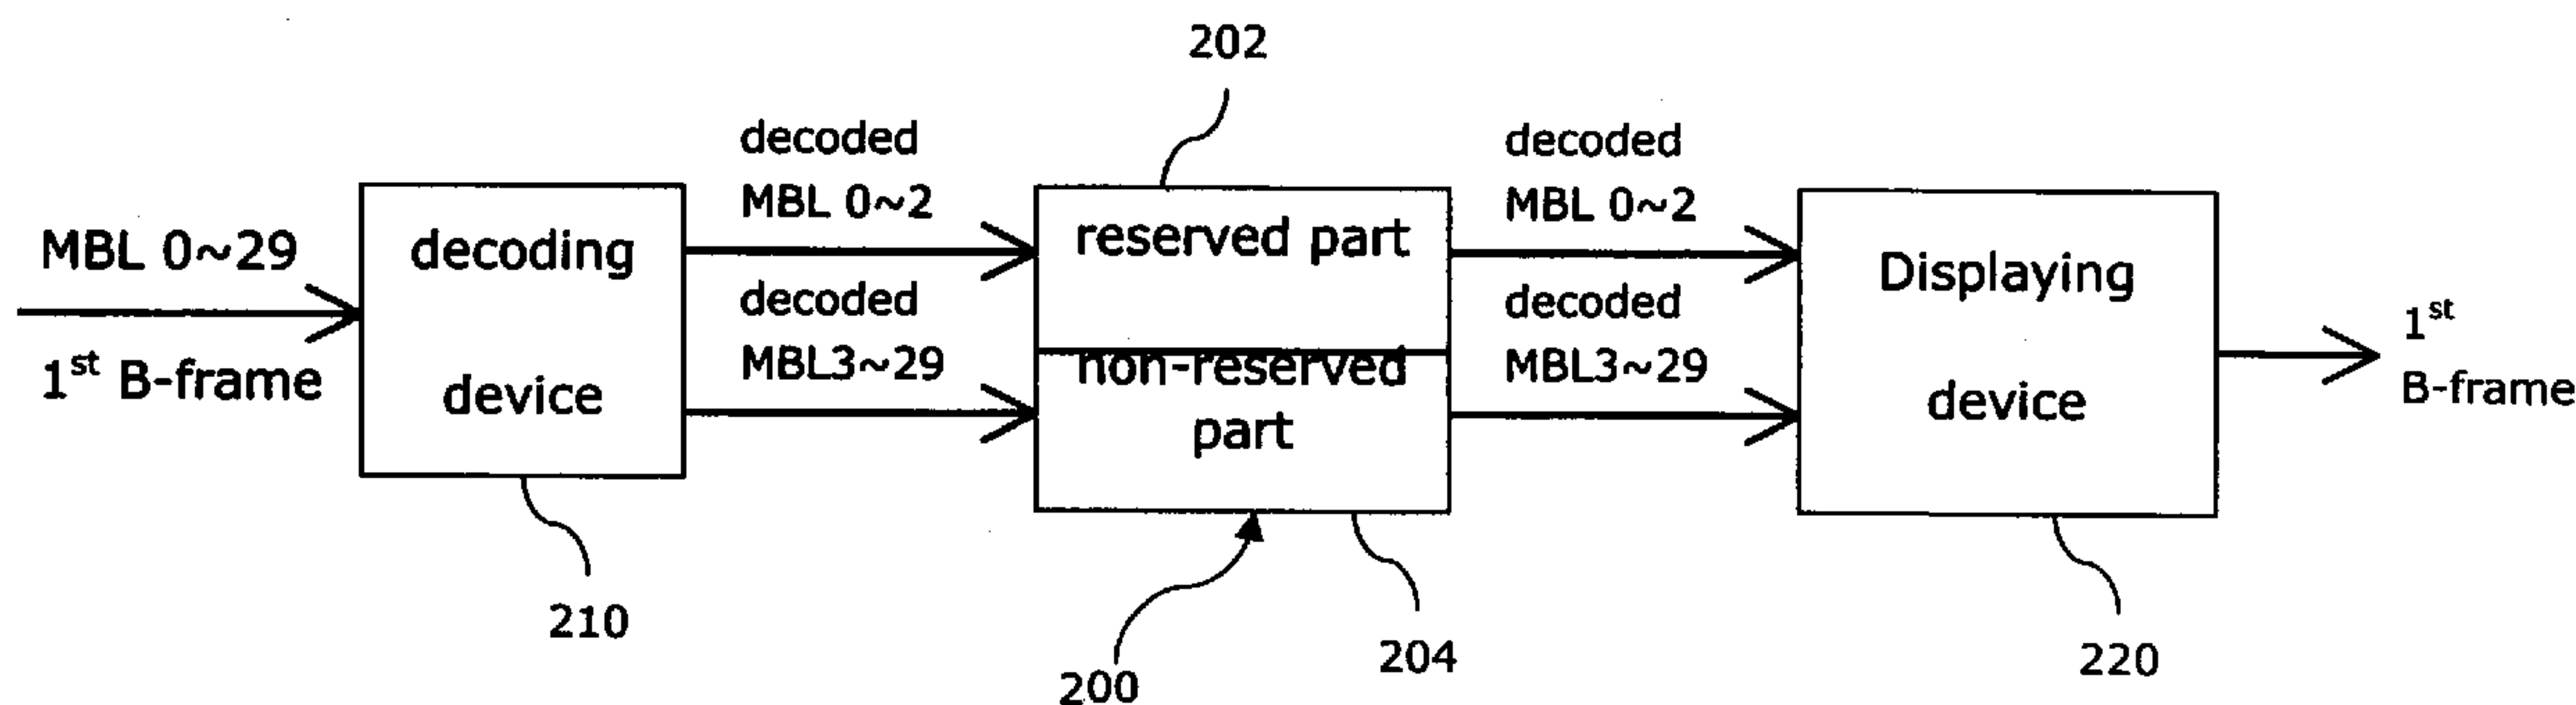 202
MBL 0~29
1st B-frame
decoding
device
210
decoded
MBL 0~2
decoded
MBL3~29
reserved part
non-reserved
part
200
204
decoded
MBL 0~2
decoded
MBL3~29
Displaying
device
220
1st
B-frame